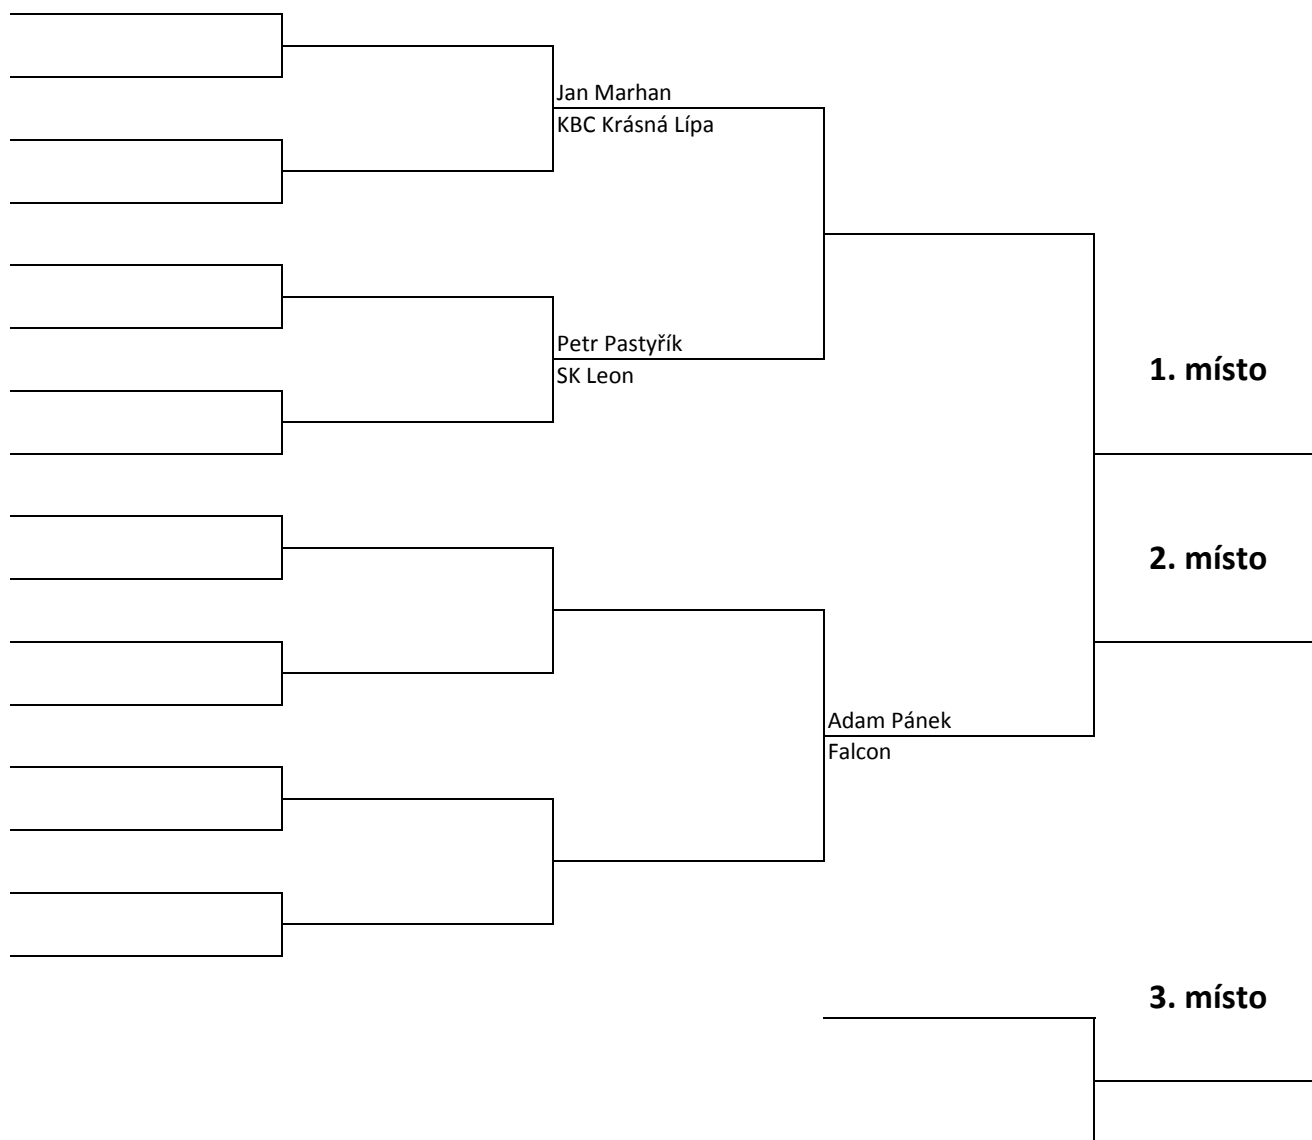 Jan Marhan
KBC Krásná Lípa
Petr Pastyřík
SK Leon
1. místo
2. místo
Adam Pánek
Falcon
3. místo